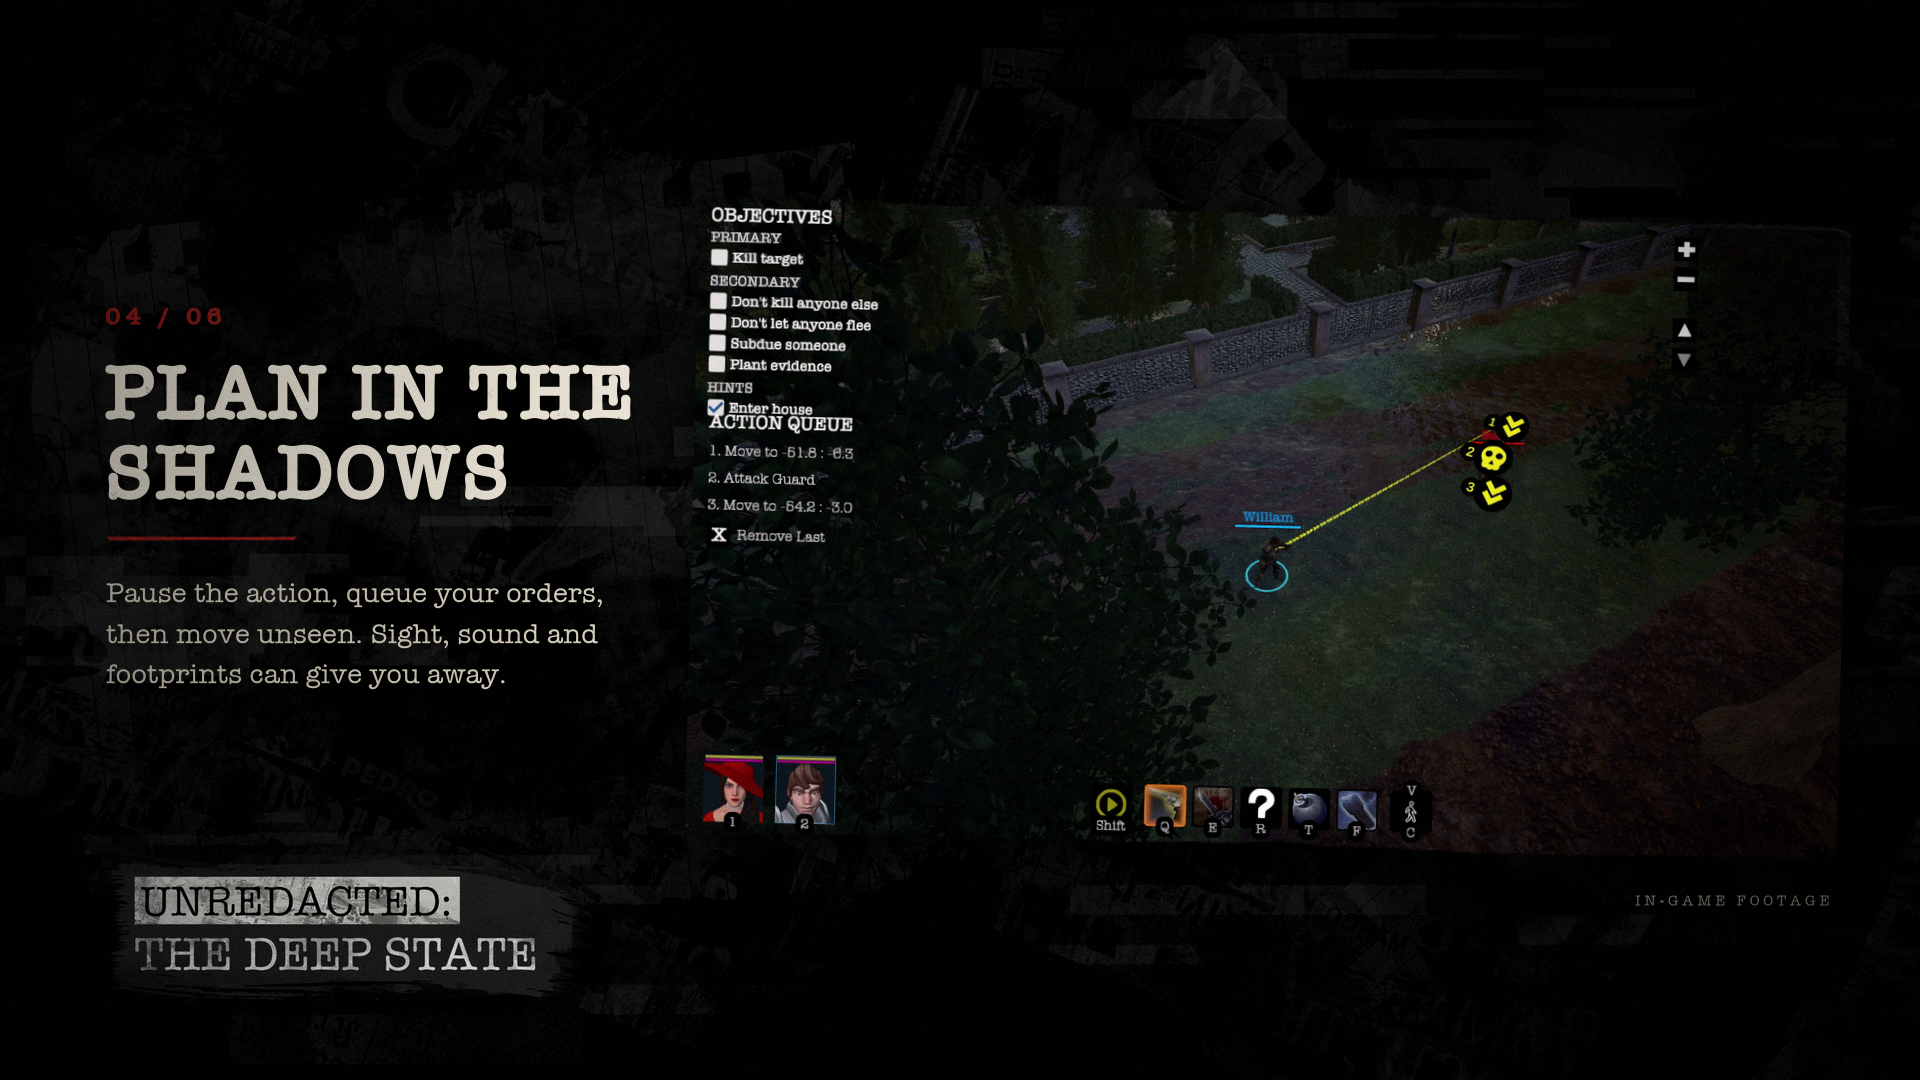 04 / 06
PLAN IN THE
SHADOWS
Pause the action, queue your orders,
then move unseen. Sight, sound and
footprints can give you away.
UNREDACTED:
THE DEEP STATE
OBJECTIVES
PRIMARY
Kill target
SECONDARY
Don't kill anyone else
Don't let anyone flee
Subdue someone
Plant evidence
HINTS
Enter house
ACTION QUEUE
1. Move to -51.8 : -6.3
2. Attack Guard
3. Move to -54.2 : -3.0
X Remove Last
William
1
2
3
1
2
Shift
Q
E
R
T
F
V
C
IN-GAME FOOTAGE
PEDRO